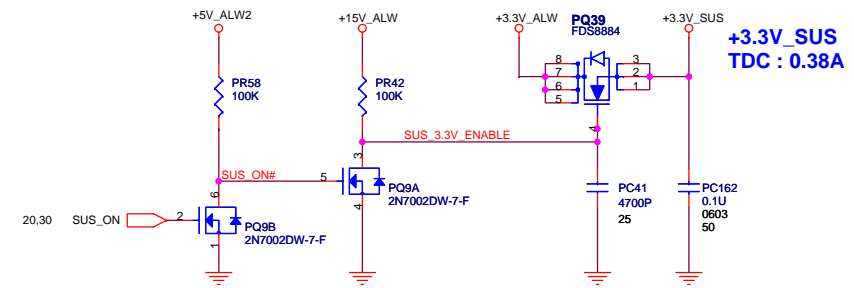 +5V_ALW2
+15V_ALW
+3.3V_ALW
PQ39
FDS8884
+3.3V_SUS
+3.3V_SUS
TDC : 0.38A
8
7
6
5
3
2
1
4
PR58
100K
PR42
100K
SUS_3.3V_ENABLE
SUS_ON#
5
3
4
PQ9A
2N7002DW-7-F
6
2
1
PQ9B
2N7002DW-7-F
20,30
SUS_ON
PC41
4700P
25
PC162
0.1U
0603
50